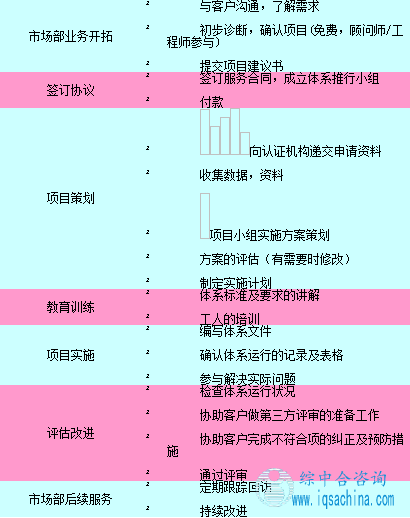 ² 与客户沟通，了解需求
市场部业务开拓
² 初步诊断，确认项目(免费，顾问师/工
程师参与）
² 提交项目建议书
签订协议
² 签订服务合同，成立体系推行小组
² 付款
项目策划
² 向认证机构递交申请资料
² 收集数据，资料
² 项目小组实施方案策划
² 方案的评估（有需要时修改）
² 制定实施计划
教育训练
² 体系标准及要求的讲解
² 工人的培训
项目实施
² 编写体系文件
² 确认体系运行的记录及表格
² 参与解决实际问题
评估改进
² 检查体系运行状况
² 协助客户做第三方评审的准备工作
² 协助客户完成不符合项的纠正及预防措
施
² 通过评审
市场部后续服务
² 定期跟踪回访
² 持续改进
综中合咨询
www.iqsachina.com